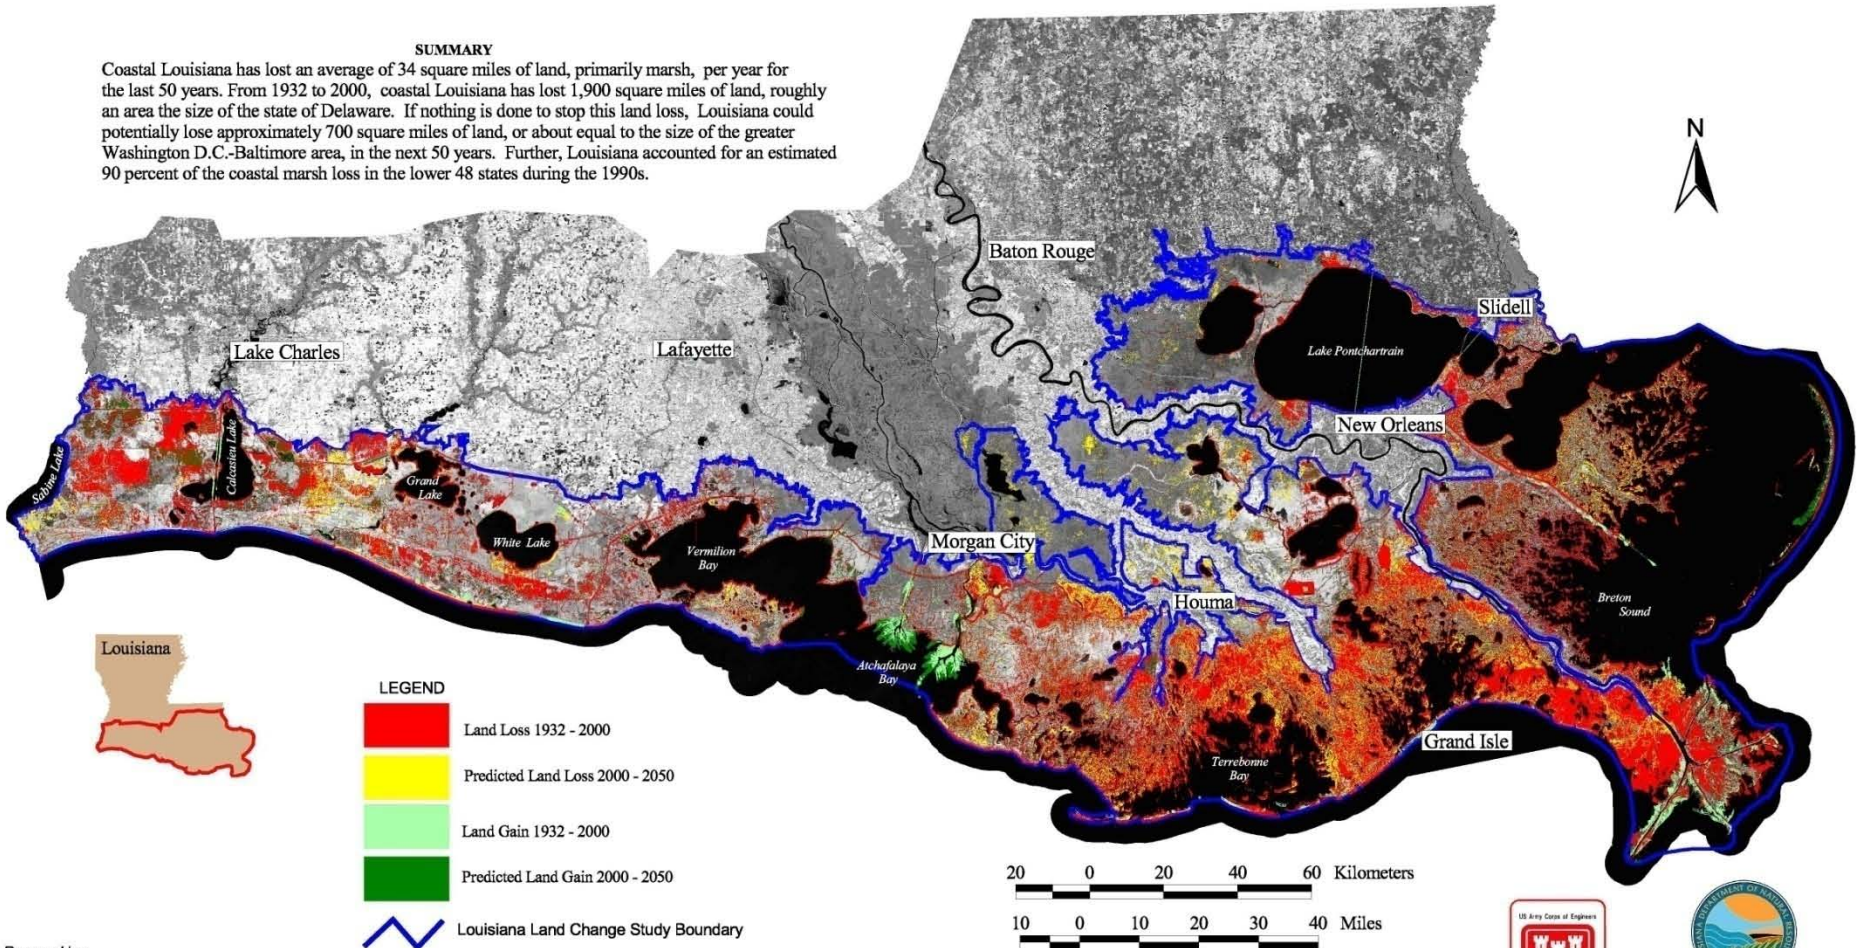 SUMMARY
Coastal Louisiana has lost an average of 34 square miles of land, primarily marsh, per year for
the last 50 years. From 1932 to 2000, coastal Louisiana has lost 1,900 square miles of land, roughly
an area the size of the state of Delaware. If nothing is done to stop this land loss, Louisiana could
potentially lose approximately 700 square miles of land, or about equal to the size of the greater
Washington D.C.-Baltimore area, in the next 50 years. Further, Louisiana accounted for an estimated
90 percent of the coastal marsh loss in the lower 48 states during the 1990s.
N
Baton Rouge
Slidell
Lake Charles
Lafayette
Lake Pontchartrain
New Orleans
Sabine Lake
Calcasieu Lake
Grand
Lake
White Lake
Vermilion
Bay
Morgan City
Houma
Breton
Sound
Atchafalaya
Bay
Grand Isle
Terrebonne
Bay
Louisiana
LEGEND
Land Loss 1932 - 2000
Predicted Land Loss 2000 - 2050
Land Gain 1932 - 2000
Predicted Land Gain 2000 - 2050
Louisiana Land Change Study Boundary
20 0 20 40 60 Kilometers
10 0 10 20 30 40 Miles
US Army Corps of Engineers
DEPARTMENT OF NATURAL